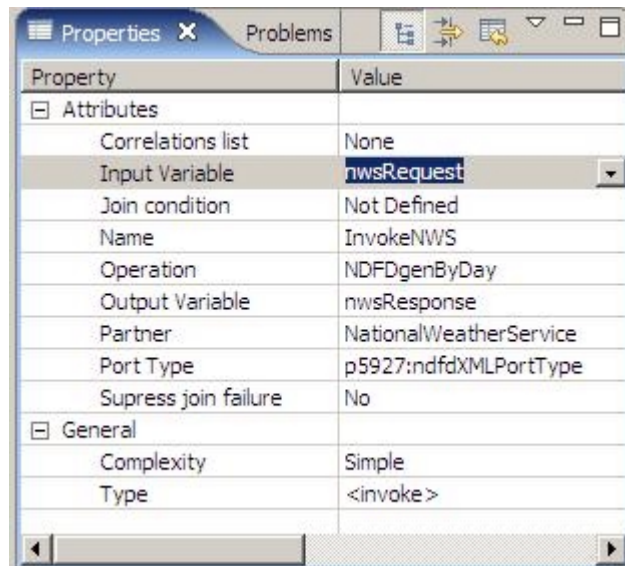 Properties Problems
Property Value
Attributes
Correlations list None
Input Variable nwsRequest
Join condition Not Defined
Name InvokeNWS
Operation NDFDgenByDay
Output Variable nwsResponse
Partner NationalWeatherService
Port Type p5927:ndfdXMLPortType
Supress join failure No
General
Complexity Simple
Type <invoke>